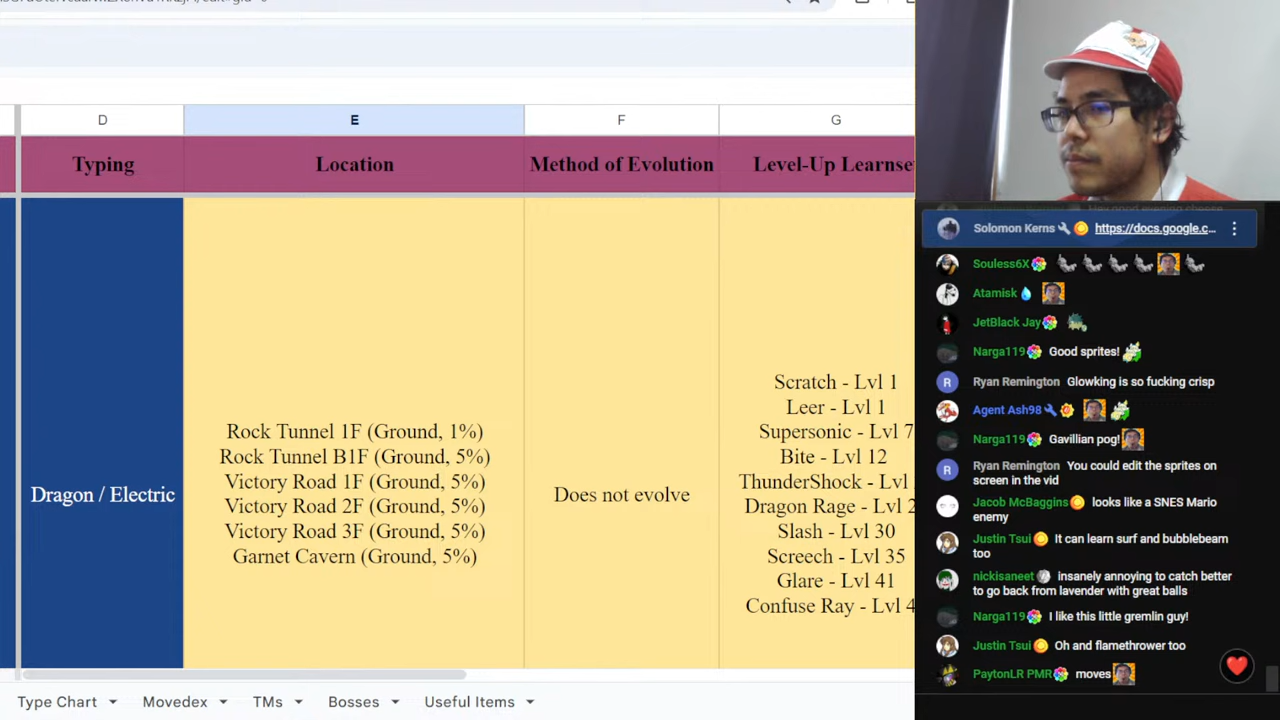 D
E
F
G
Typing
Location
Method of Evolution
Level-Up Learnse
Dragon / Electric
Rock Tunnel 1F (Ground, 1%)
Rock Tunnel B1F (Ground, 5%)
Victory Road 1F (Ground, 5%)
Victory Road 2F (Ground, 5%)
Victory Road 3F (Ground, 5%)
Garnet Cavern (Ground, 5%)
Does not evolve
Scratch - Lvl 1
Leer - Lvl 1
Supersonic - Lvl 7
Bite - Lvl 12
ThunderShock - Lvl
Dragon Rage - Lvl 2
Slash - Lvl 30
Screech - Lvl 35
Glare - Lvl 41
Confuse Ray - Lvl 4
Type Chart
Movedex
TMs
Bosses
Useful Items
Solomon Kerns https://docs.google.c...
Souless6X
Atamisk
JetBlack Jay
Narga119 Good sprites!
Ryan Remington Glowking is so fucking crisp
Agent Ash98
Narga119 Gavillian pog!
Ryan Remington You could edit the sprites on
screen in the vid
Jacob McBaggins looks like a SNES Mario
enemy
Justin Tsui It can learn surf and bubblebeam
too
nickisaneet insanely annoying to catch better
to go back from lavender with great balls
Narga119 I like this little gremlin guy!
Justin Tsui Oh and flamethrower too
PaytonLR PMR moves